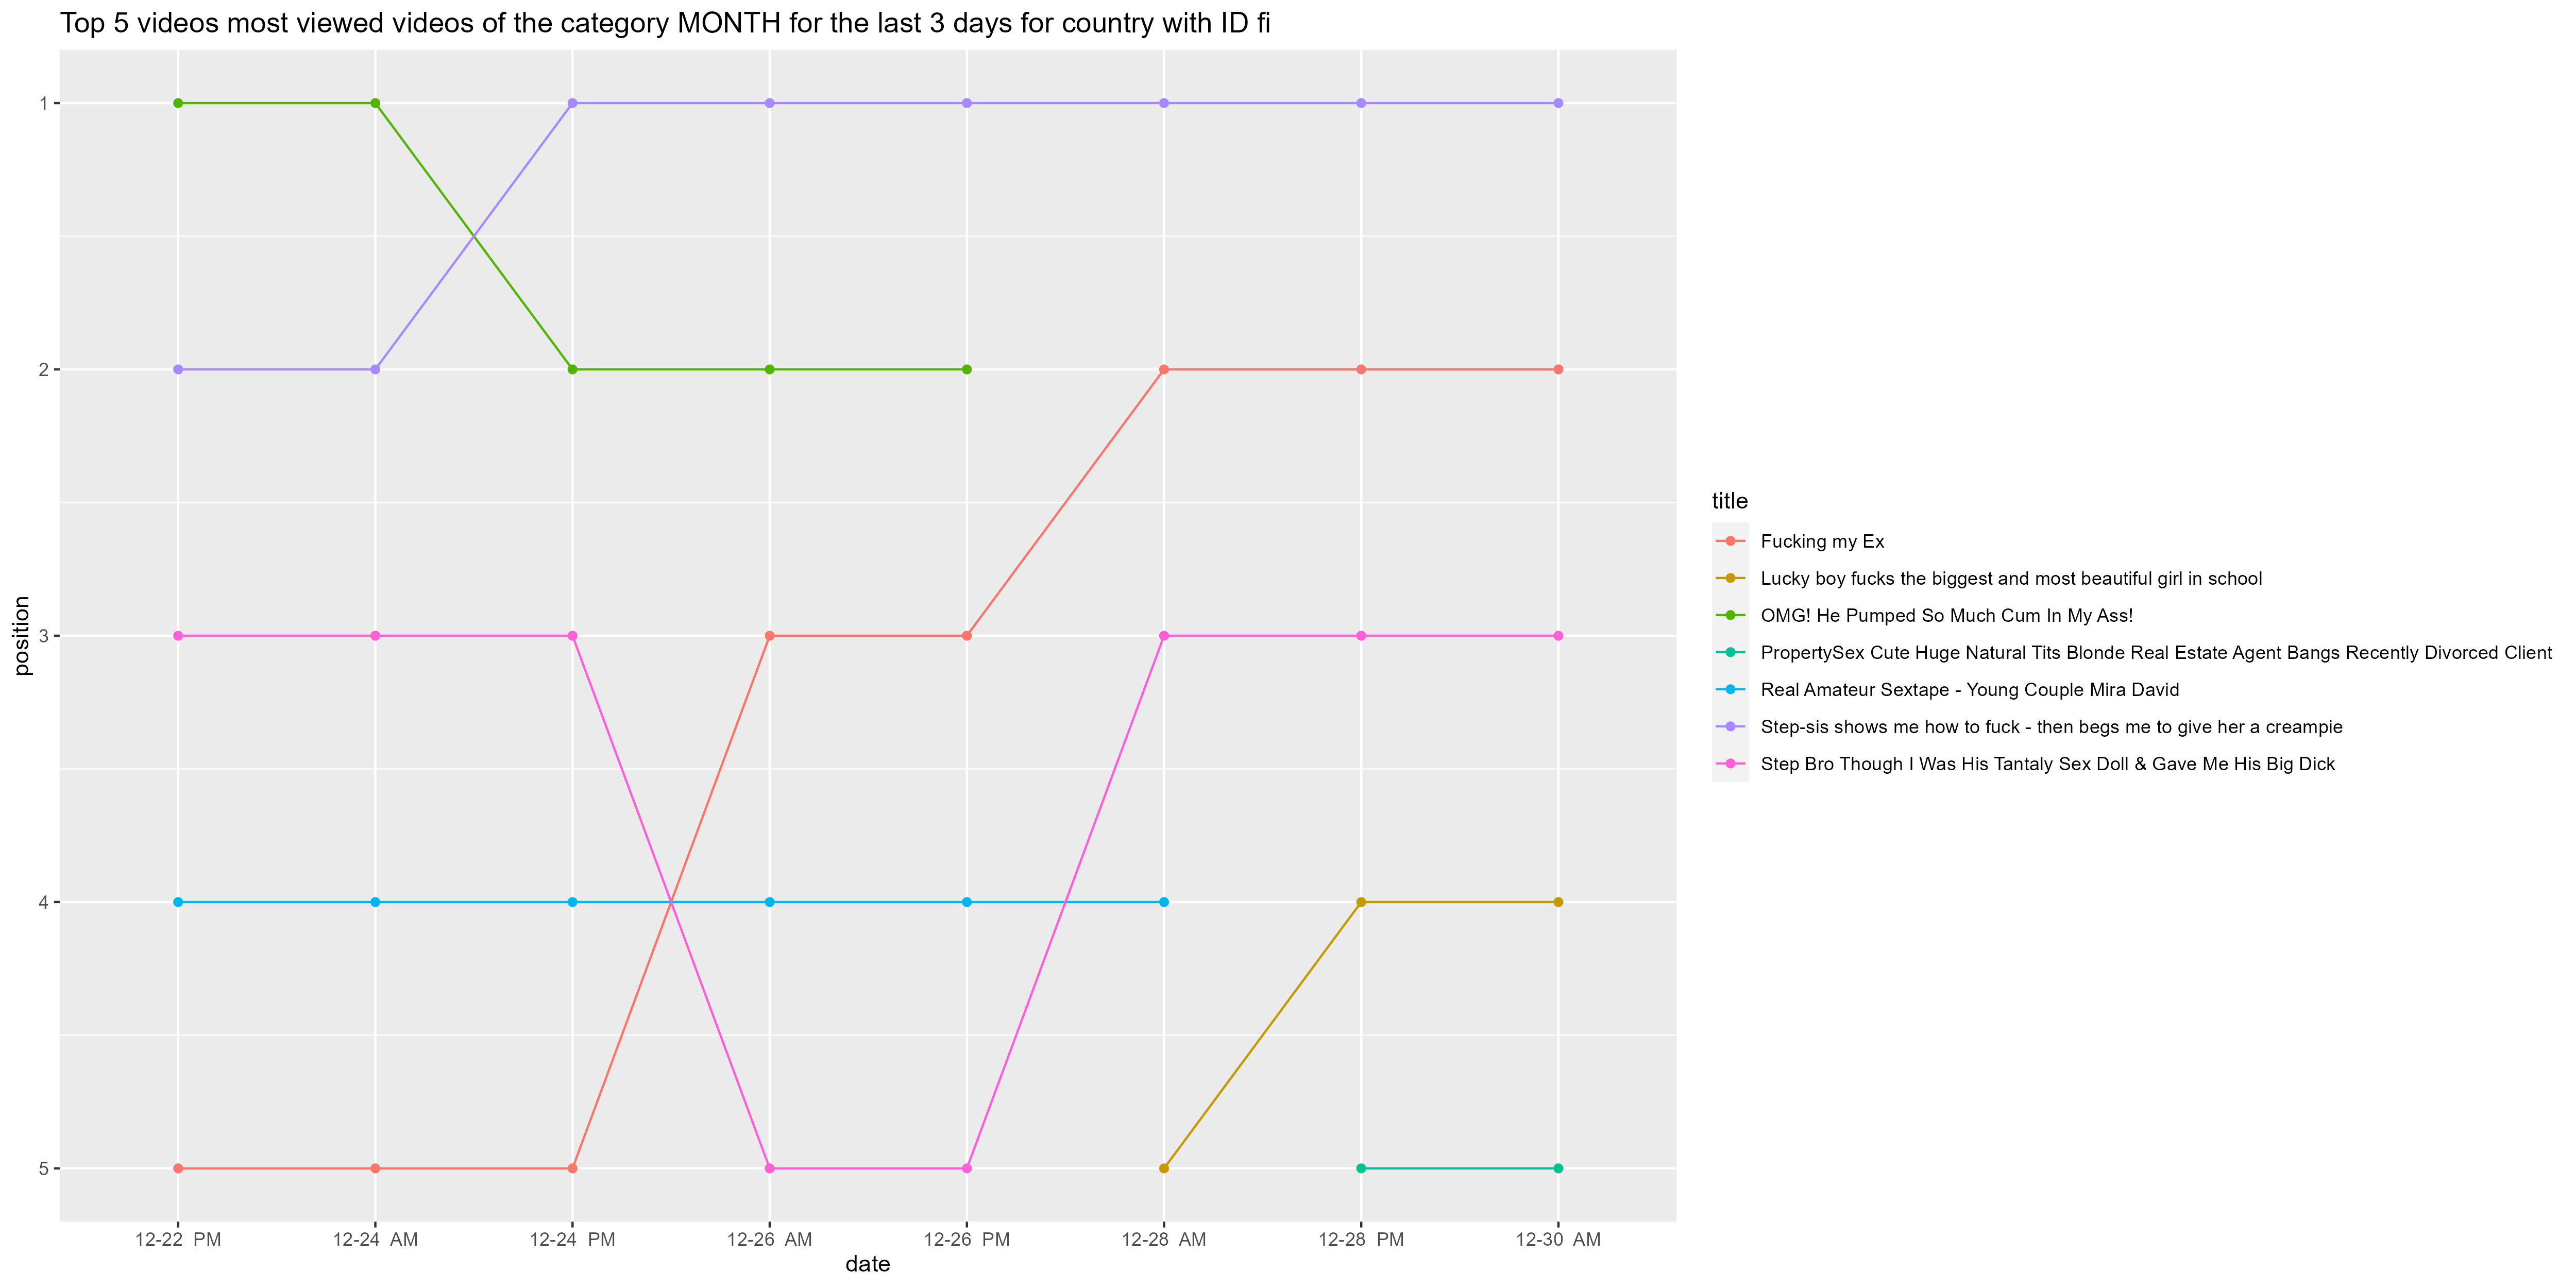 Top 5 videos most viewed videos of the category MONTH for the last 3 days for country with ID fi
1
2
3
4
5
position
12-22 PM
12-24 AM
12-24 PM
12-26 AM
12-26 PM
12-28 AM
12-28 PM
12-30 AM
date
title
Fucking my Ex
Lucky boy fucks the biggest and most beautiful girl in school
OMG! He Pumped So Much Cum In My Ass!
PropertySex Cute Huge Natural Tits Blonde Real Estate Agent Bangs Recently Divorced Client
Real Amateur Sextape - Young Couple Mira David
Step-sis shows me how to fuck - then begs me to give her a creampie
Step Bro Though I Was His Tantaly Sex Doll & Gave Me His Big Dick